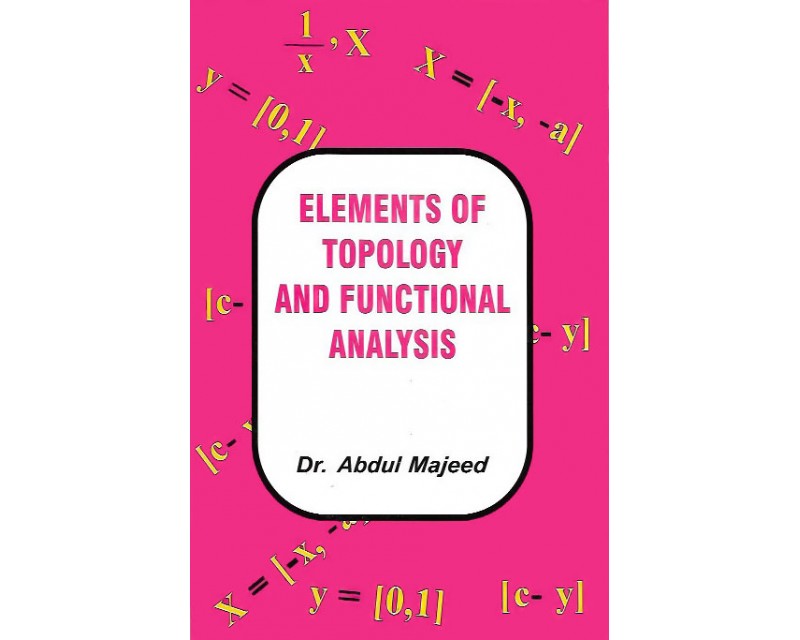 1/x , X
X = [-x, -a]
y = [0,1]
ELEMENTS OF
TOPOLOGY
AND FUNCTIONAL
ANALYSIS
[c-
c- y]
Dr. Abdul Majeed
[c-
X = [-x, -a
y = [0,1]
[c- y]